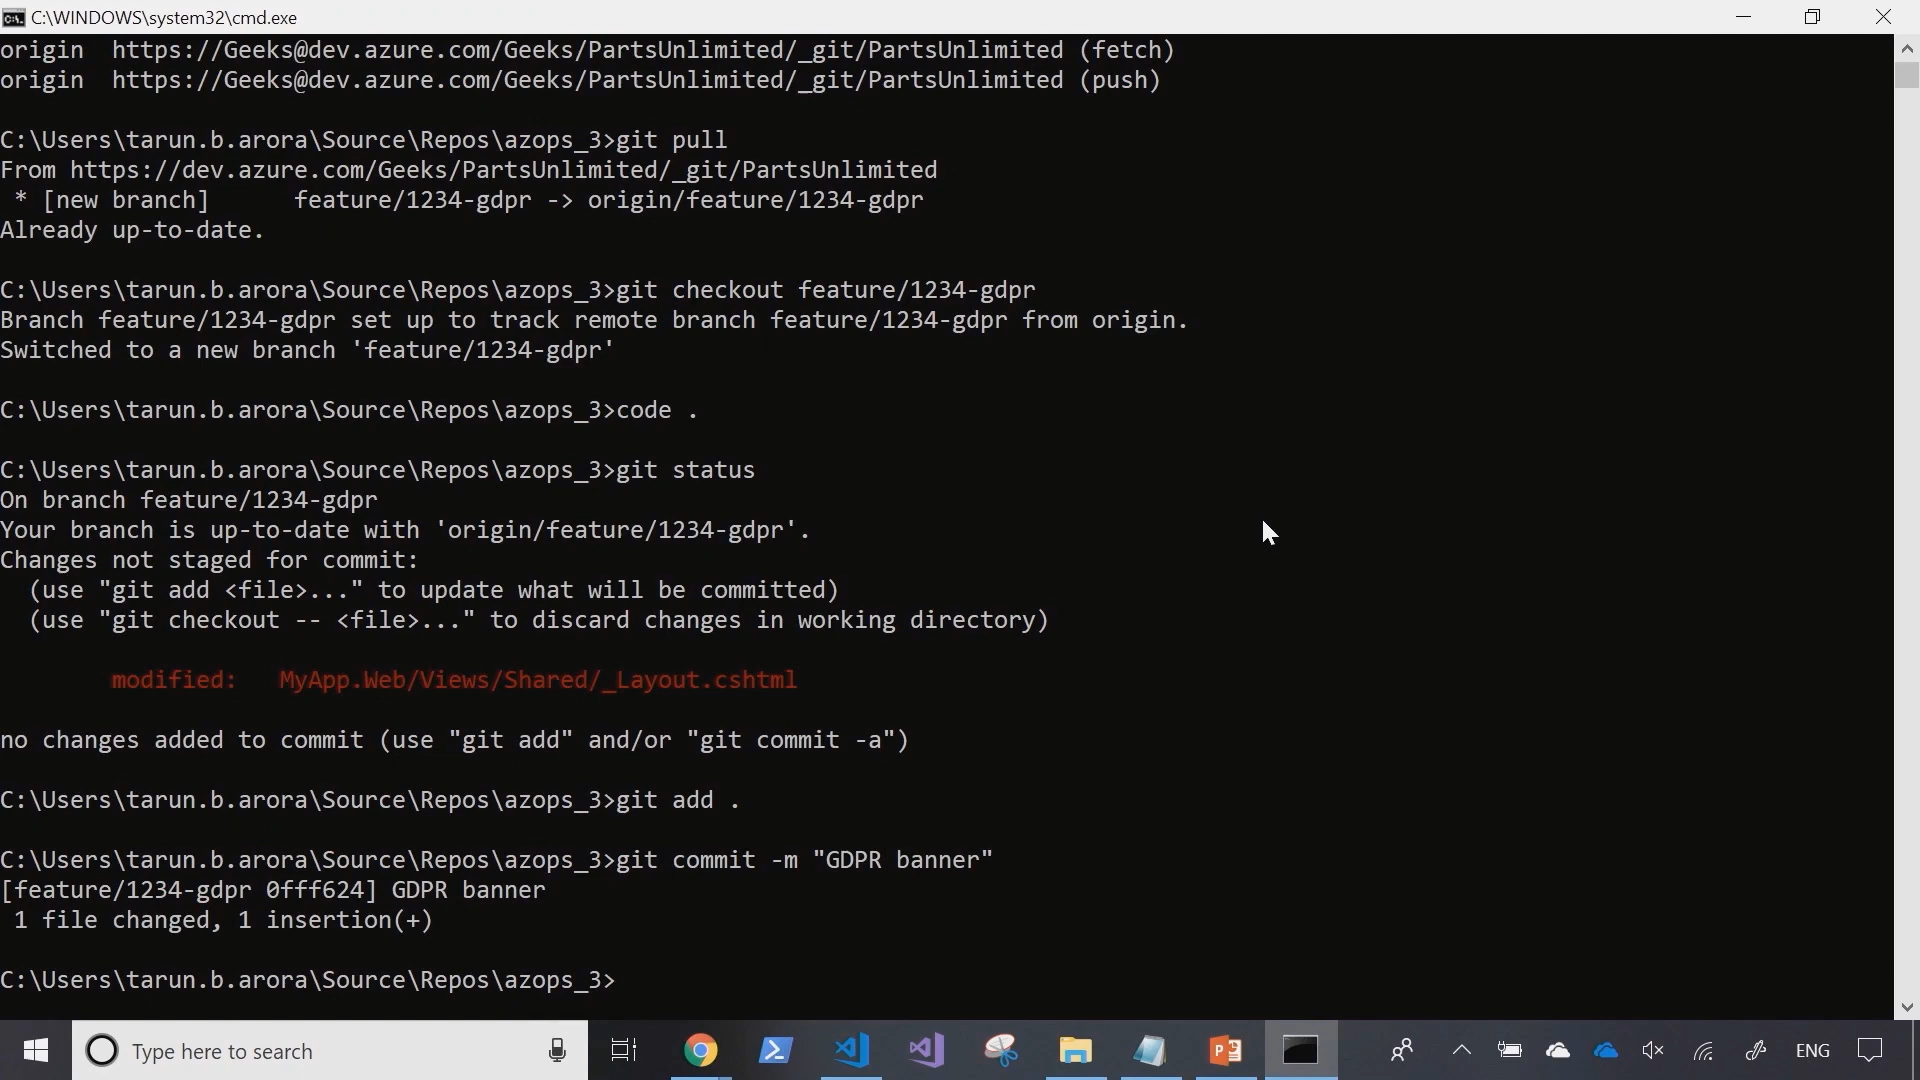 C:\WINDOWS\system32\cmd.exe
origin  https://Geeks@dev.azure.com/Geeks/PartsUnlimited/_git/PartsUnlimited (fetch)
origin  https://Geeks@dev.azure.com/Geeks/PartsUnlimited/_git/PartsUnlimited (push)
C:\Users\tarun.b.arora\Source\Repos\azops_3>git pull
From https://dev.azure.com/Geeks/PartsUnlimited/_git/PartsUnlimited
 * [new branch]      feature/1234-gdpr -> origin/feature/1234-gdpr
Already up-to-date.
C:\Users\tarun.b.arora\Source\Repos\azops_3>git checkout feature/1234-gdpr
Branch feature/1234-gdpr set up to track remote branch feature/1234-gdpr from origin.
Switched to a new branch 'feature/1234-gdpr'
C:\Users\tarun.b.arora\Source\Repos\azops_3>code .
C:\Users\tarun.b.arora\Source\Repos\azops_3>git status
On branch feature/1234-gdpr
Your branch is up-to-date with 'origin/feature/1234-gdpr'.
Changes not staged for commit:
  (use "git add <file>..." to update what will be committed)
  (use "git checkout -- <file>..." to discard changes in working directory)
        modified:   MyApp.Web/Views/Shared/_Layout.cshtml
no changes added to commit (use "git add" and/or "git commit -a")
C:\Users\tarun.b.arora\Source\Repos\azops_3>git add .
C:\Users\tarun.b.arora\Source\Repos\azops_3>git commit -m "GDPR banner"
[feature/1234-gdpr 0fff624] GDPR banner
 1 file changed, 1 insertion(+)
C:\Users\tarun.b.arora\Source\Repos\azops_3>
Type here to search
ENG